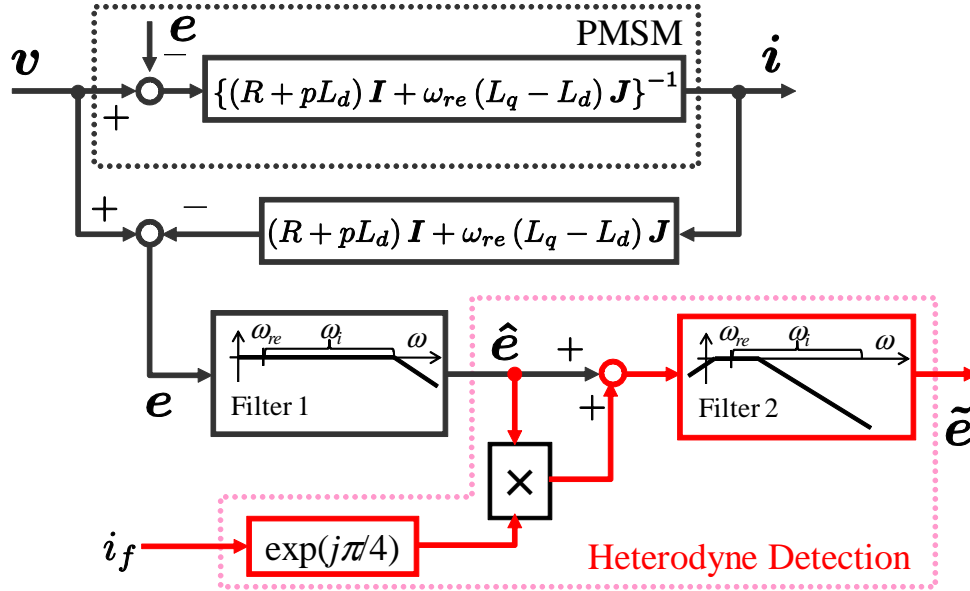 e
−
PMSM
v
i
+
{(R + pL_d) I + ω_re (L_q − L_d) J}^{−1}
+
−
(R + pL_d) I + ω_re (L_q − L_d) J
ω_re ω_i ω
Filter 1
e
ê
+
+
ω_re ω_i ω
Filter 2
ẽ
×
i_f
exp(jπ/4)
Heterodyne Detection